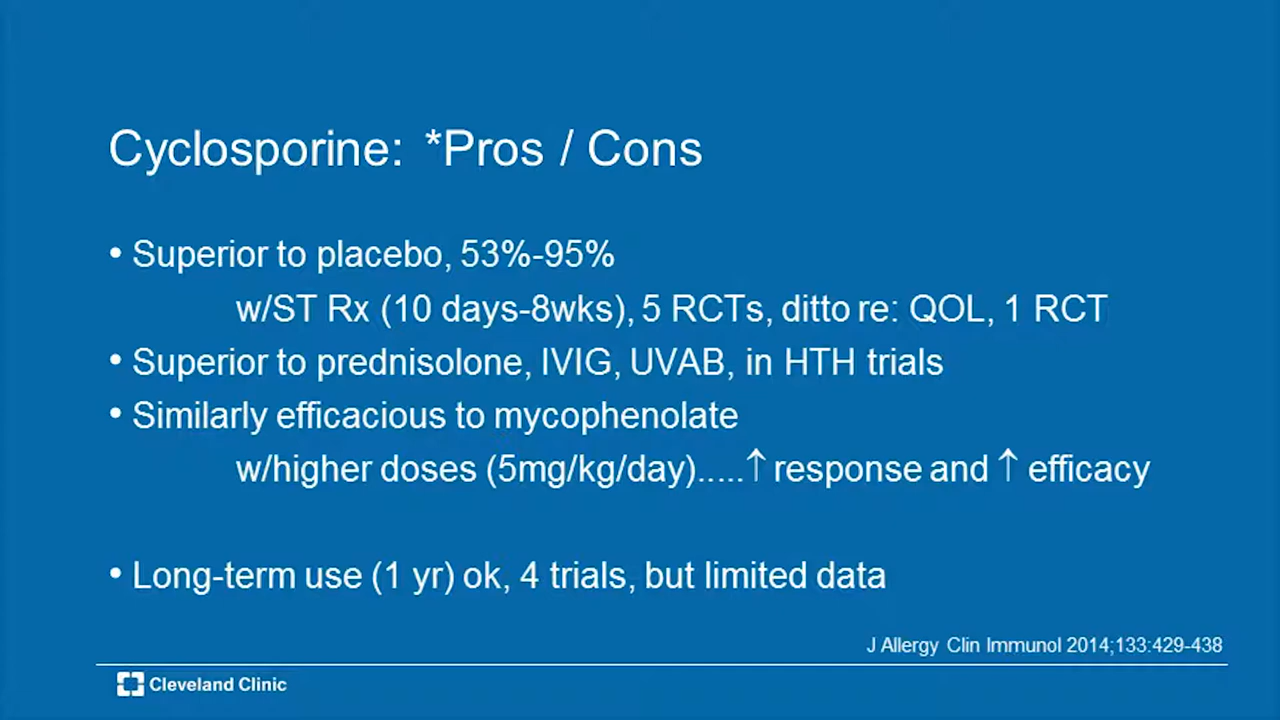 Cyclosporine: *Pros / Cons
• Superior to placebo, 53%-95%
w/ST Rx (10 days-8wks), 5 RCTs, ditto re: QOL, 1 RCT
• Superior to prednisolone, IVIG, UVAB, in HTH trials
• Similarly efficacious to mycophenolate
w/higher doses (5mg/kg/day).....↑ response and ↑ efficacy
• Long-term use (1 yr) ok, 4 trials, but limited data
J Allergy Clin Immunol 2014;133:429-438
Cleveland Clinic